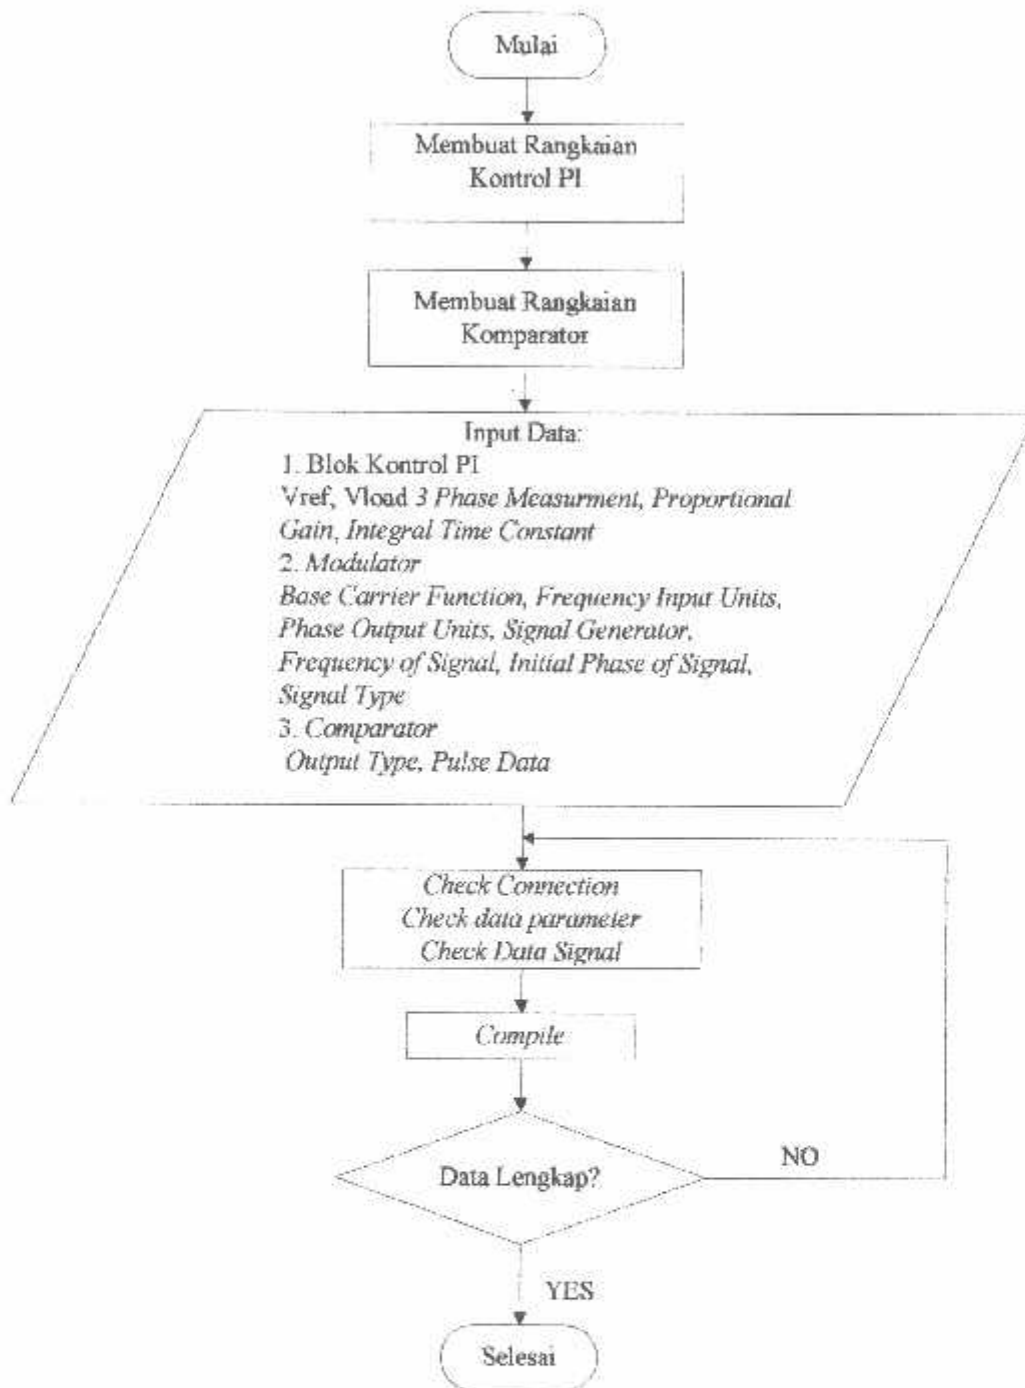 Mulai
Membuat Rangkaian
Kontrol PI
Membuat Rangkaian
Komparator
Input Data:
1. Blok Kontrol PI
Vref, Vload 3 Phase Measurment, Proportional
Gain, Integral Time Constant
2. Modulator
Base Carrier Function, Frequency Input Units,
Phase Output Units, Signal Generator,
Frequency of Signal, Initial Phase of Signal,
Signal Type
3. Comparator
Output Type, Pulse Data
Check Connection
Check data parameter
Check Data Signal
Compile
Data Lengkap?
NO
YES
Selesai